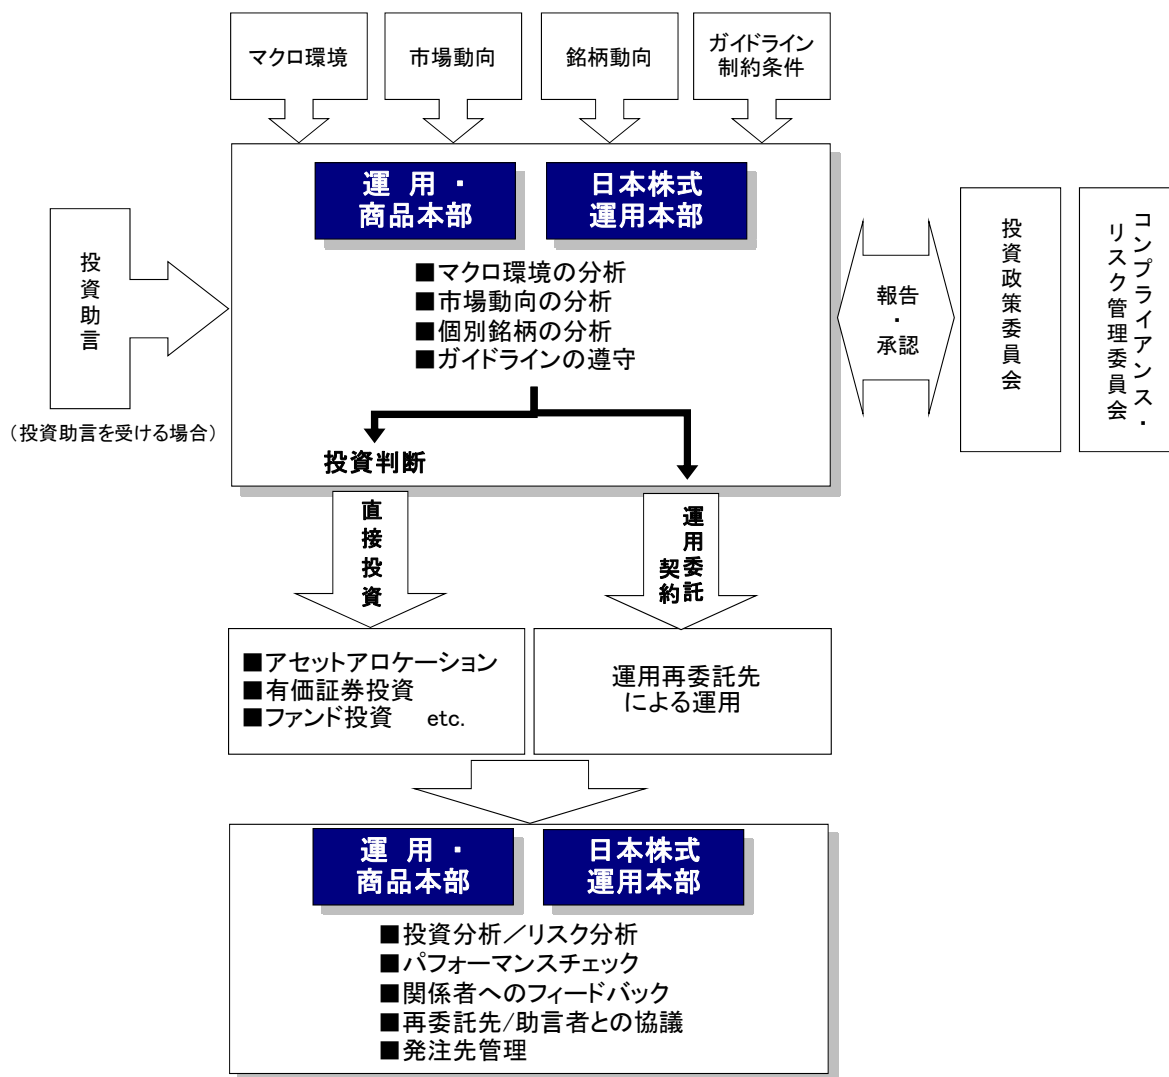 マクロ環境
市場動向
銘柄動向
ガイドライン
制約条件
運 用 ・
商品本部
日本株式
運用本部
■マクロ環境の分析
■市場動向の分析
■個別銘柄の分析
■ガイドラインの遵守
投資助言
（投資助言を受ける場合）
報告
・
承認
投資政策委員会
コンプライアンス・
リスク管理委員会
投資判断
直接投資
運用委託
契約
■アセットアロケーション
■有価証券投資
■ファンド投資 etc.
運用再委託先
による運用
運 用 ・
商品本部
日本株式
運用本部
■投資分析／リスク分析
■パフォーマンスチェック
■関係者へのフィードバック
■再委託先/助言者との協議
■発注先管理